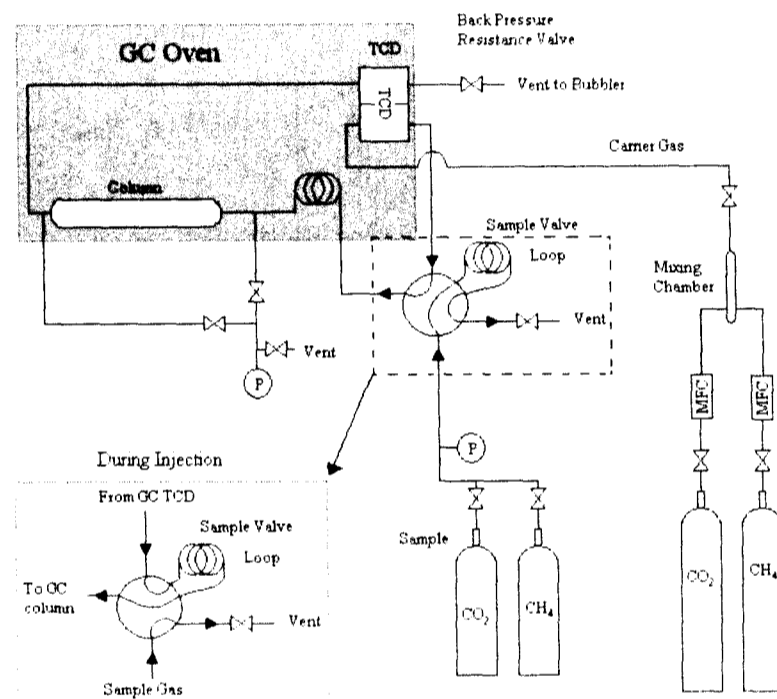 Back Pressure
Resistance Valve
GC Oven
TCD
TCD
Vent to Bubbler
Carrier Gas
Column
Sample Valve
Loop
Mixing
Chamber
Vent
Vent
P
MFC
MFC
P
During Injection
From GC TCD
Sample Valve
Loop
Sample
To GC
column
Vent
CO2
CH4
CO2
CH4
Sample Gas